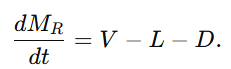 dM_R/dt = V − L − D.